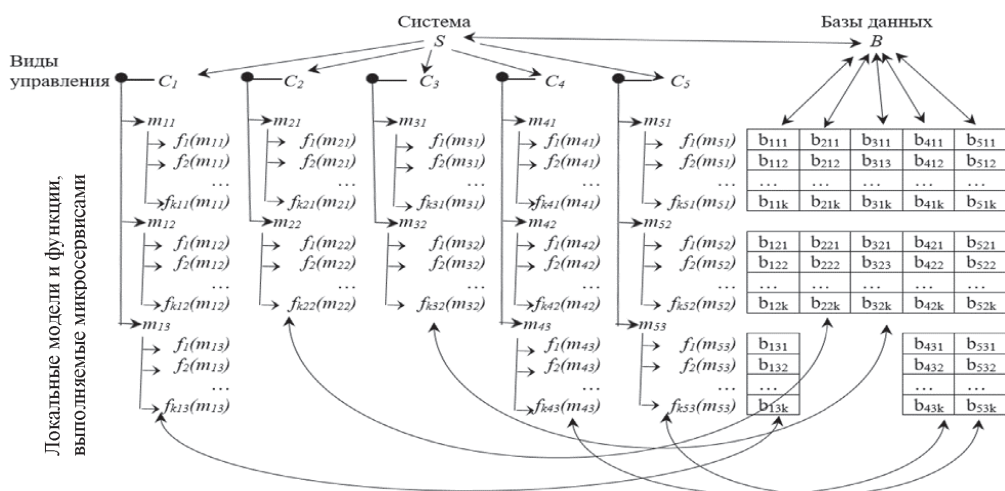 Система Базы данных
S B
Виды
управления
C1 C2 C3 C4 C5
m11 m21 m31 m41 m51
f1(m11) f1(m21) f1(m31) f1(m41) f1(m51) b111 b211 b311 b411 b511
f2(m11) f2(m21) f2(m31) f2(m41) f2(m51) b112 b212 b313 b412 b512
… … … … … … … … … …
fk11(m11) fk21(m21) fk31(m31) fk41(m41) fk51(m51) b11k b21k b31k b41k b51k
m12 m22 m32 m42 m52
f1(m12) f1(m22) f1(m32) f1(m42) f1(m52) b121 b221 b321 b421 b521
f2(m12) f2(m22) f2(m32) f2(m42) f2(m52) b122 b222 b323 b422 b522
… … … … … … … … … …
fk12(m12) fk22(m22) fk32(m32) fk42(m42) fk52(m52) b12k b22k b32k b42k b52k
m13 m43 m53
f1(m13) f1(m43) f1(m53) b131 b431 b531
f2(m13) f2(m43) f2(m53) b132 b432 b532
… … … … … …
fk13(m13) fk43(m43) fk53(m53) b13k b43k b53k
Локальные модели и функции,
выполняемые микросервисами